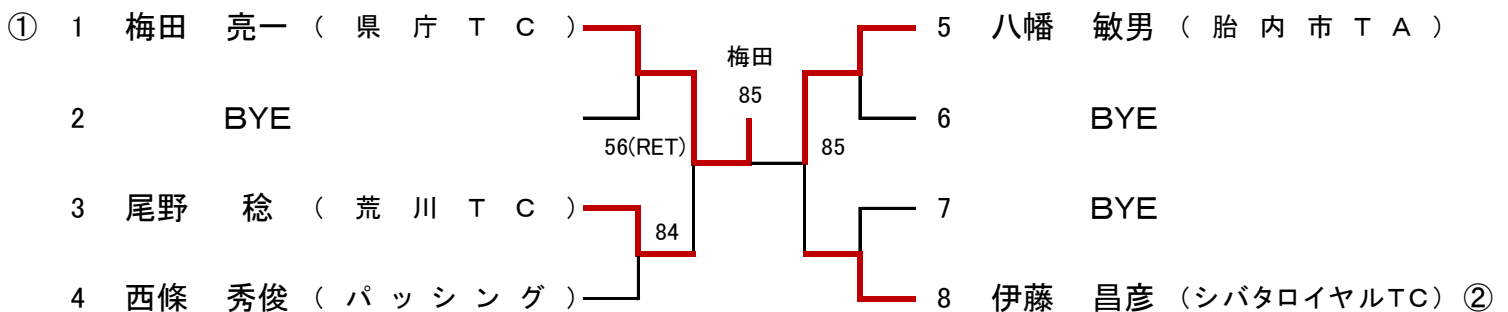 ① 1 梅田 亮一 ( 県 庁 T C )
梅田
85
5 八幡 敏男 ( 胎 内 市 T A )
2 BYE
6 BYE
56(RET)
85
3 尾野 稔 ( 荒 川 T C )
84
7 BYE
4 西條 秀俊 ( パ ッ シ ン グ )
8 伊藤 昌彦 (シバタロイヤルTC) ②